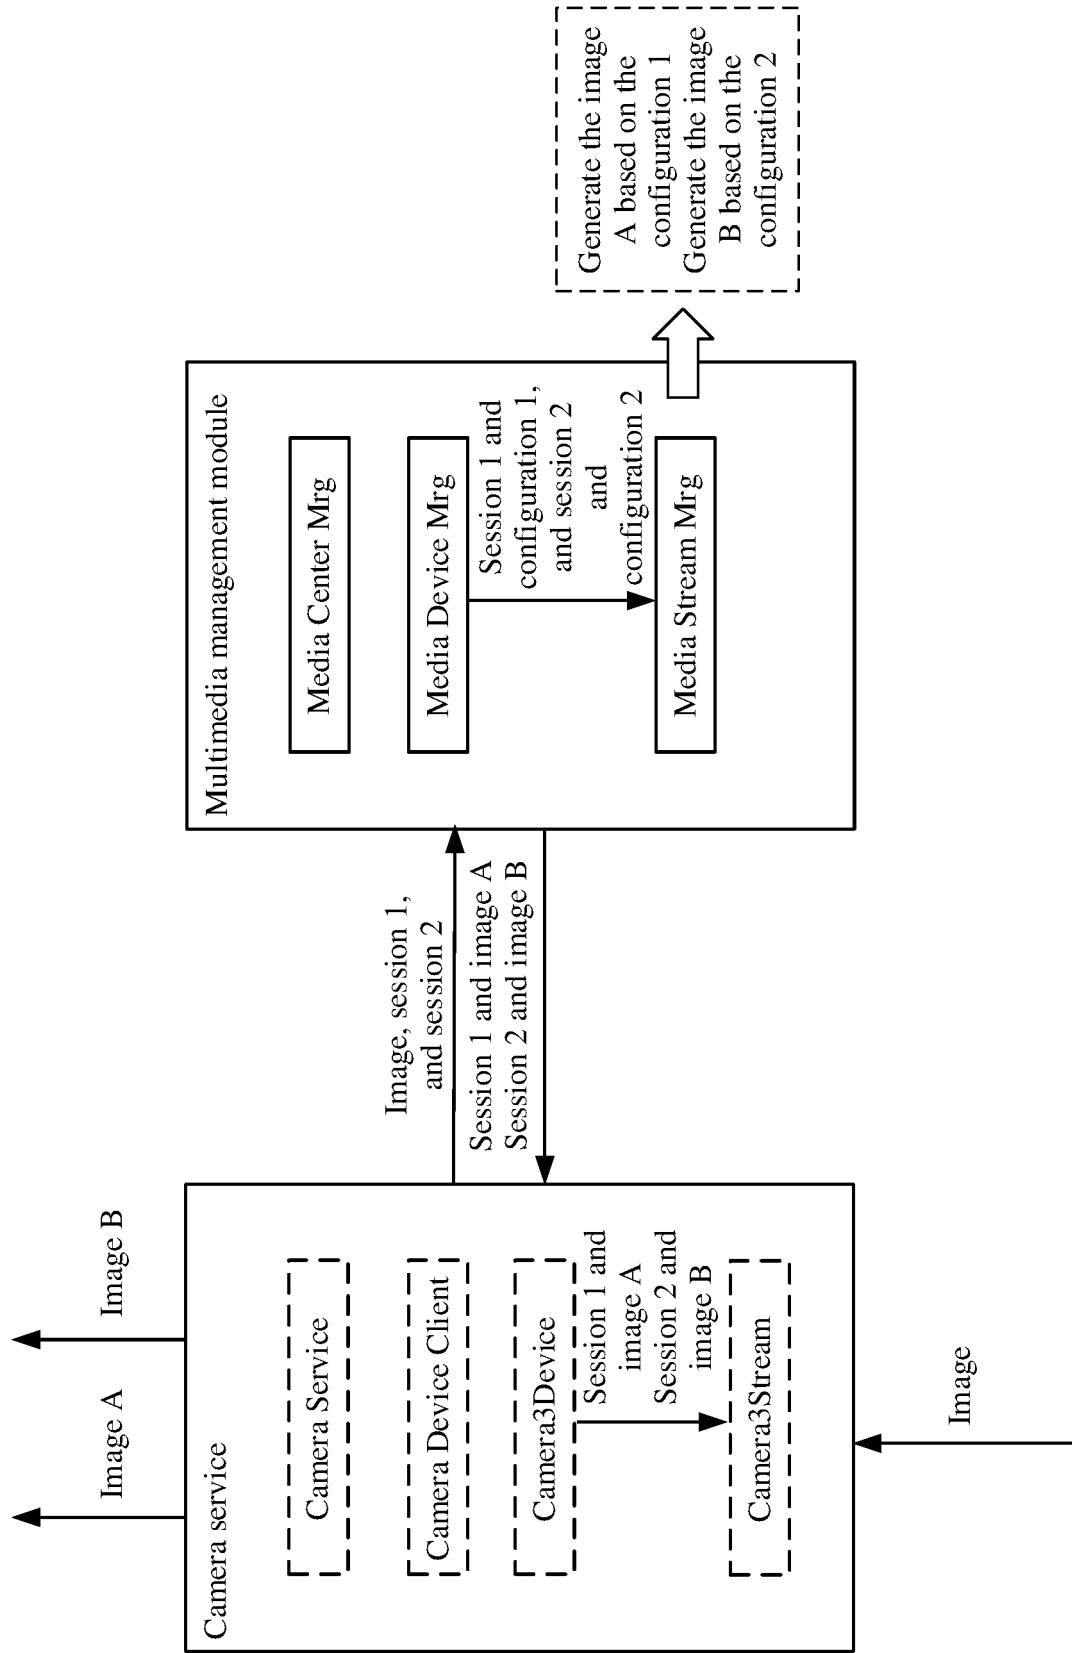 Image A
Image B
Camera service
Camera Service
Camera Device Client
Camera3Device
Session 1 and
image A
Session 2 and
image B
Camera3Stream
Image
Image, session 1,
and session 2
Session 1 and image A
Session 2 and image B
Multimedia management module
Media Center Mrg
Media Device Mrg
Session 1 and
configuration 1,
and session 2
and
configuration 2
Media Stream Mrg
Generate the image
A based on the
configuration 1
Generate the image
B based on the
configuration 2